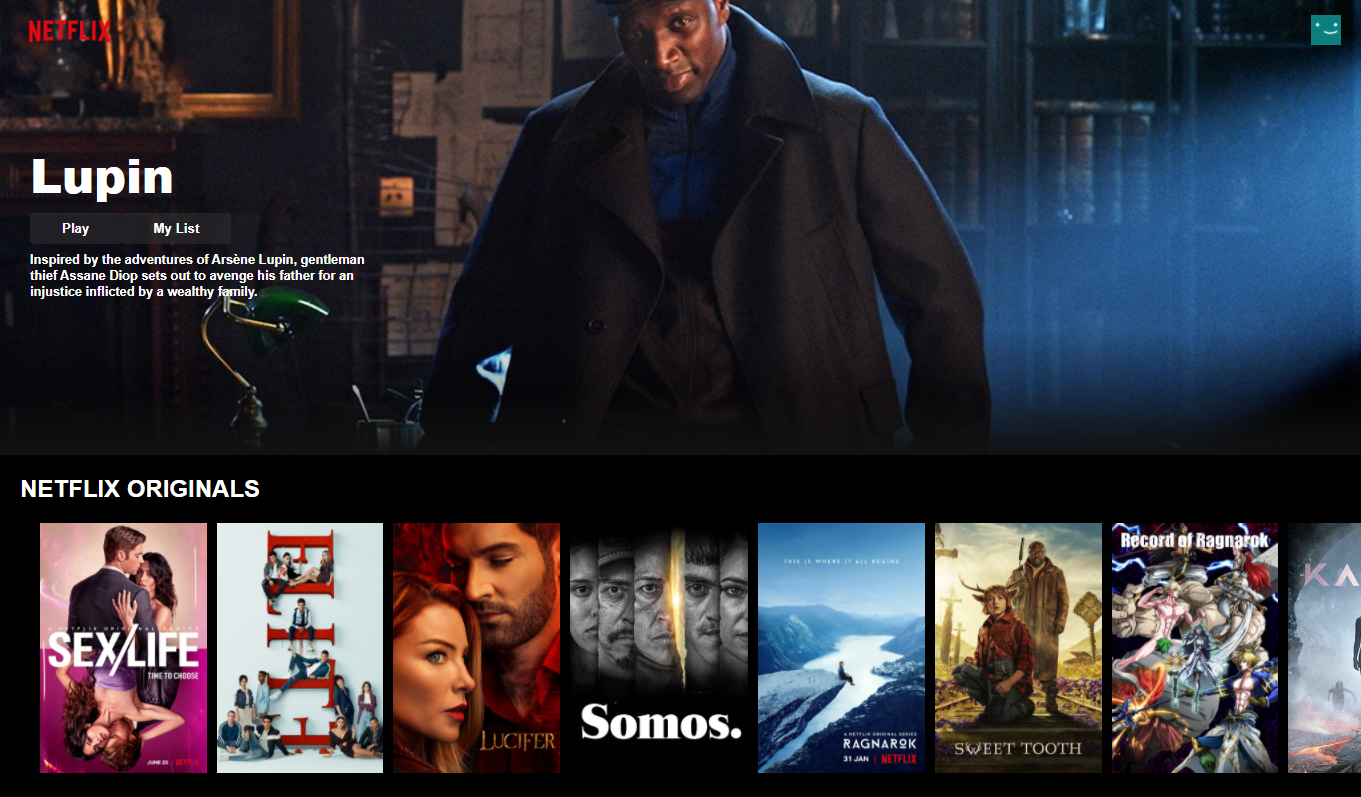 NETFLIX
Lupin
Play
My List
Inspired by the adventures of Arsène Lupin, gentleman
thief Assane Diop sets out to avenge his father for an
injustice inflicted by a wealthy family.
NETFLIX ORIGINALS
A NETFLIX ORIGINAL SERIES
SEX/LIFE
TIME TO CHOOSE
JUNE 25
NETFLIX
ELITE
LUCIFER
Somos.
THIS IS WHERE IT ALL BEGINS
A NETFLIX ORIGINAL SERIES
RAGNARÖK
31 JAN | NETFLIX
SWEET TOOTH
Record of Ragnarok
KA